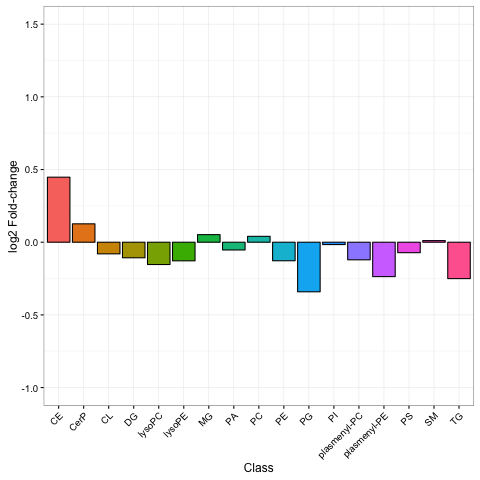 log2 Fold-change
1.5
1.0
0.5
0.0
-0.5
-1.0
CE
CerP
CL
DG
lysoPC
lysoPE
MG
PA
PC
PE
PG
PI
plasmenyl-PC
plasmenyl-PE
PS
SM
TG
Class